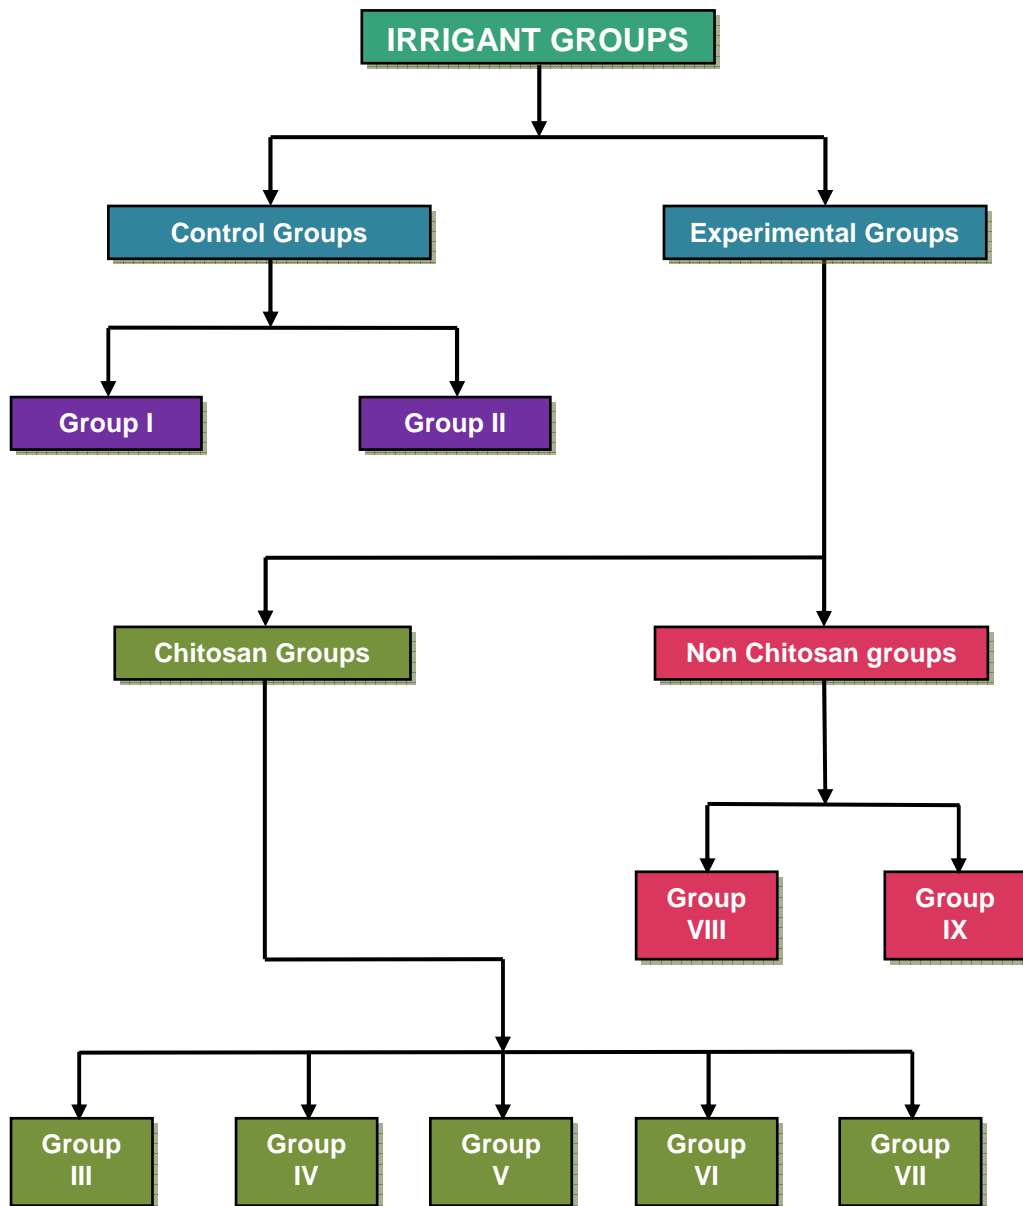 IRRIGANT GROUPS
Control Groups
Experimental Groups
Group I
Group II
Chitosan Groups
Non Chitosan groups
Group
VIII
Group
IX
Group
III
Group
IV
Group
V
Group
VI
Group
VII